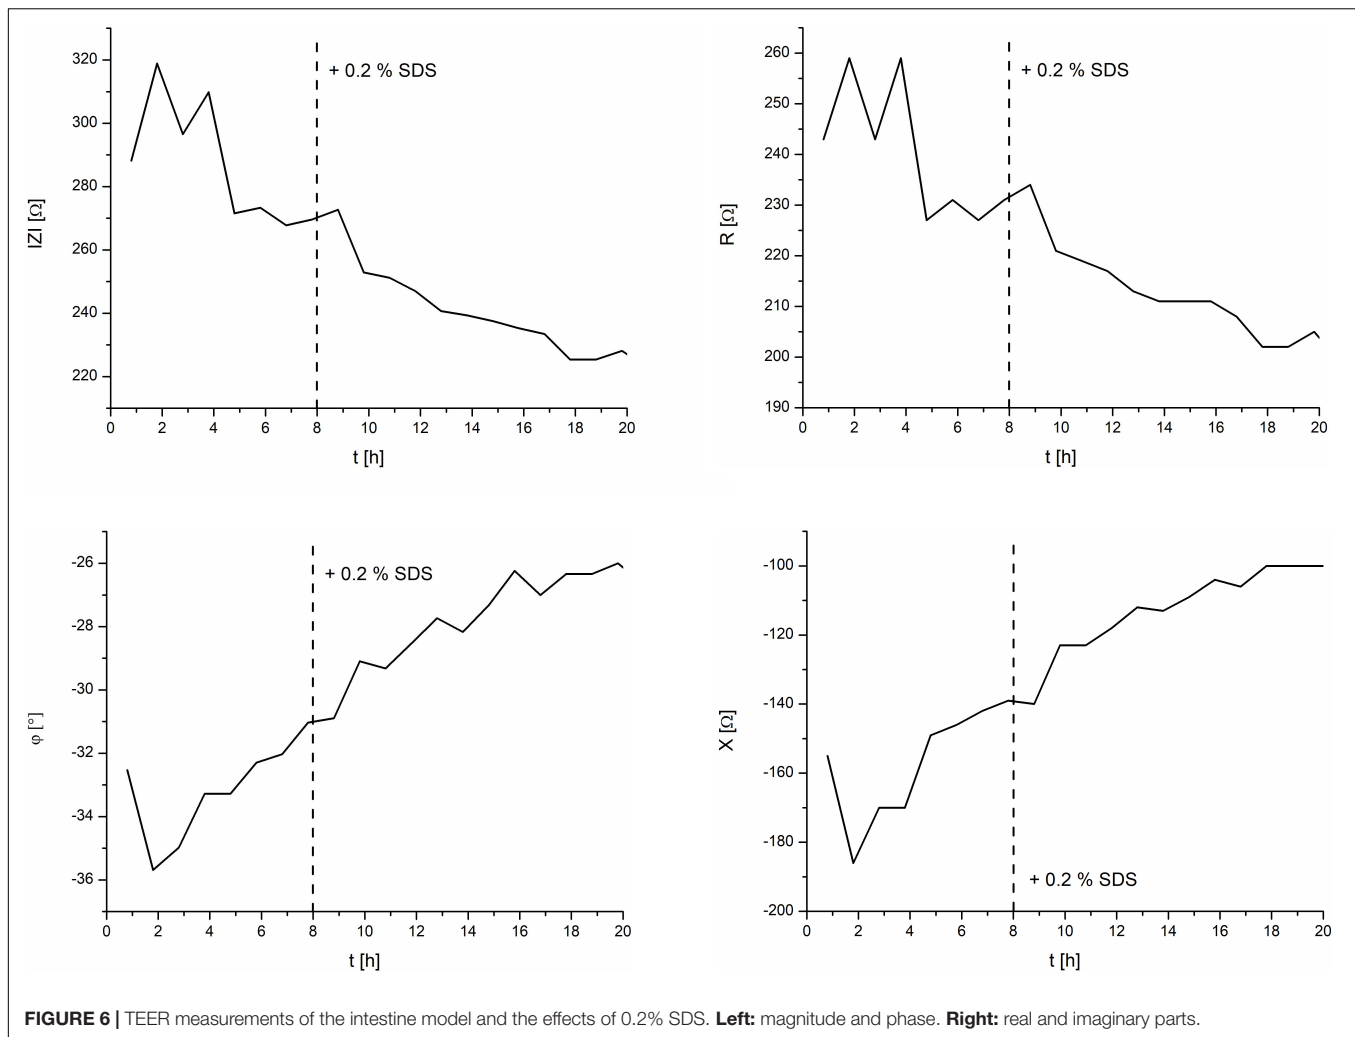 320
300
280
260
240
220
|Z| [Ω]
+ 0.2 % SDS
0 2 4 6 8 10 12 14 16 18 20
t [h]
260
250
240
230
220
210
200
190
R [Ω]
+ 0.2 % SDS
0 2 4 6 8 10 12 14 16 18 20
t [h]
-26
-28
-30
-32
-34
-36
φ [°]
+ 0.2 % SDS
0 2 4 6 8 10 12 14 16 18 20
t [h]
-100
-120
-140
-160
-180
-200
X [Ω]
+ 0.2 % SDS
0 2 4 6 8 10 12 14 16 18 20
t [h]
FIGURE 6 | TEER measurements of the intestine model and the effects of 0.2% SDS. Left: magnitude and phase. Right: real and imaginary parts.